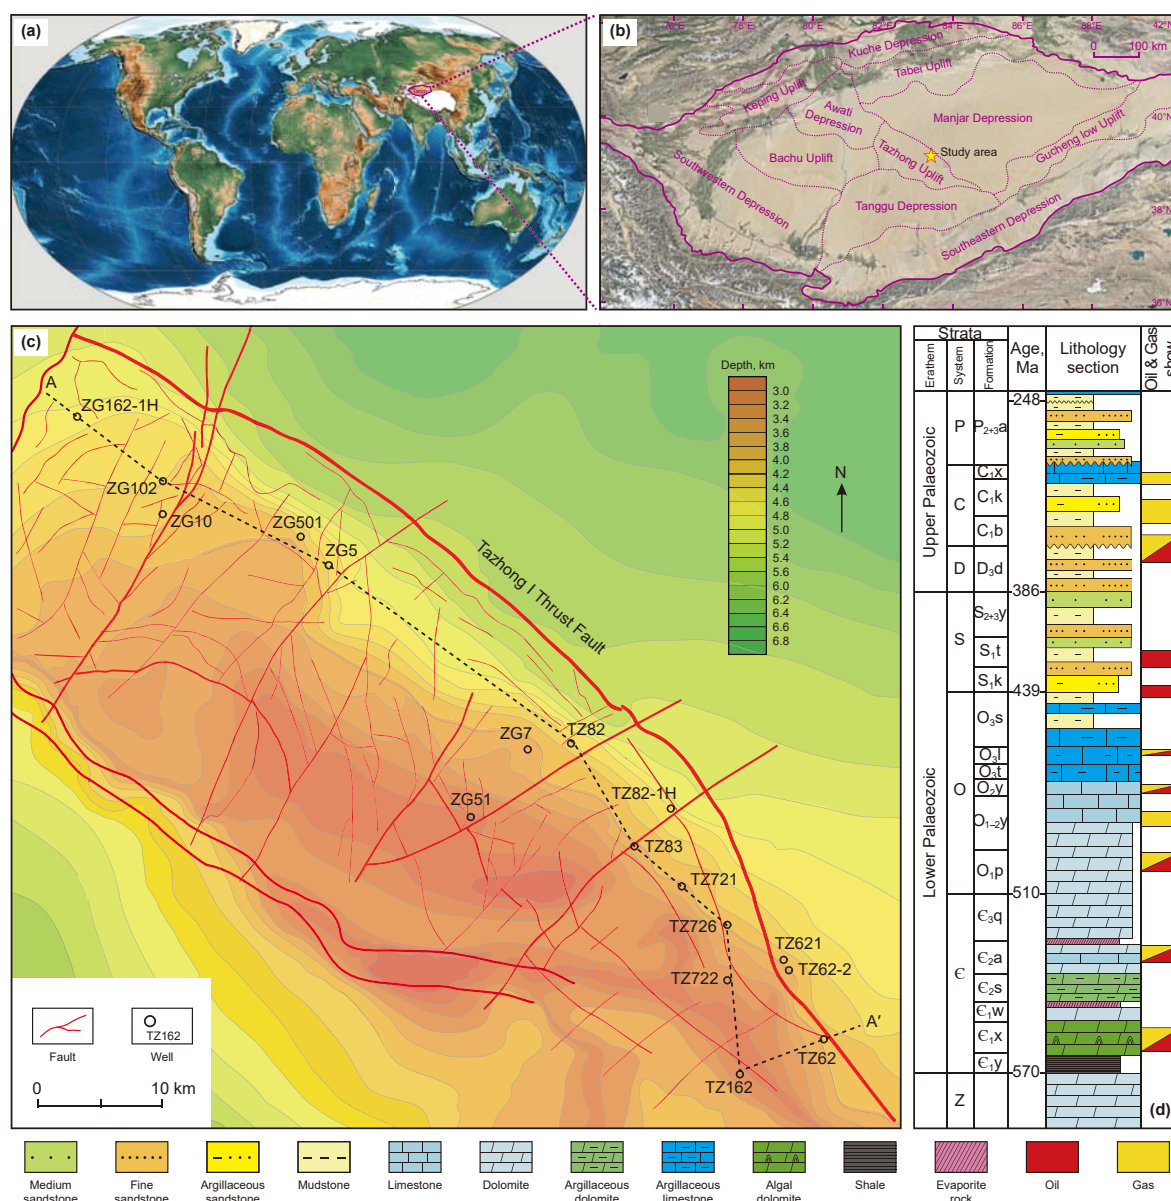 (a)
(b)
76°E
78°E
80°E
82°E
84°E
86°E
88°E
42°N
Kuche Depression
0 100 km
Tabei Uplift
Keping Uplift
Awati
Depression
Manjar Depression
40°N
Gucheng low Uplift
Bachu Uplift
Tazhong Uplift
Study area
Southwestern Depression
Tanggu Depression
Southeastern Depression
38°N
36°N
(c)
A
ZG162-1H
ZG102
ZG10
ZG501
ZG5
Tazhong I Thrust Fault
Depth, km
3.0
3.2
3.4
3.6
3.8
4.0
4.2
4.4
4.6
4.8
5.0
5.2
5.4
5.6
5.8
6.0
6.2
6.4
6.6
6.8
N
TZ82
ZG7
TZ82-1H
ZG51
TZ83
TZ721
TZ726
TZ621
TZ62-2
TZ722
A′
TZ62
TZ162
Fault
TZ162
Well
0 10 km
Strata
Erathem
System
Formation
Age,
Ma
Lithology
section
Oil & Gas
show
Upper Palaeozoic
Lower Palaeozoic
P
C
D
S
O
Є
Z
P₂₊₃a
C₁x
C₁k
C₁b
D₃d
S₂₊₃y
S₁t
S₁k
O₃s
O₃l
O₃t
O₂y
O₁₋₂y
O₁p
Є₃q
Є₂a
Є₂s
Є₁w
Є₁x
Є₁y
248
386
439
510
570
(d)
Medium
sandstone
Fine
sandstone
Argillaceous
sandstone
Mudstone
Limestone
Dolomite
Argillaceous
dolomite
Argillaceous
limestone
Algal
dolomite
Shale
Evaporite
rock
Oil
Gas